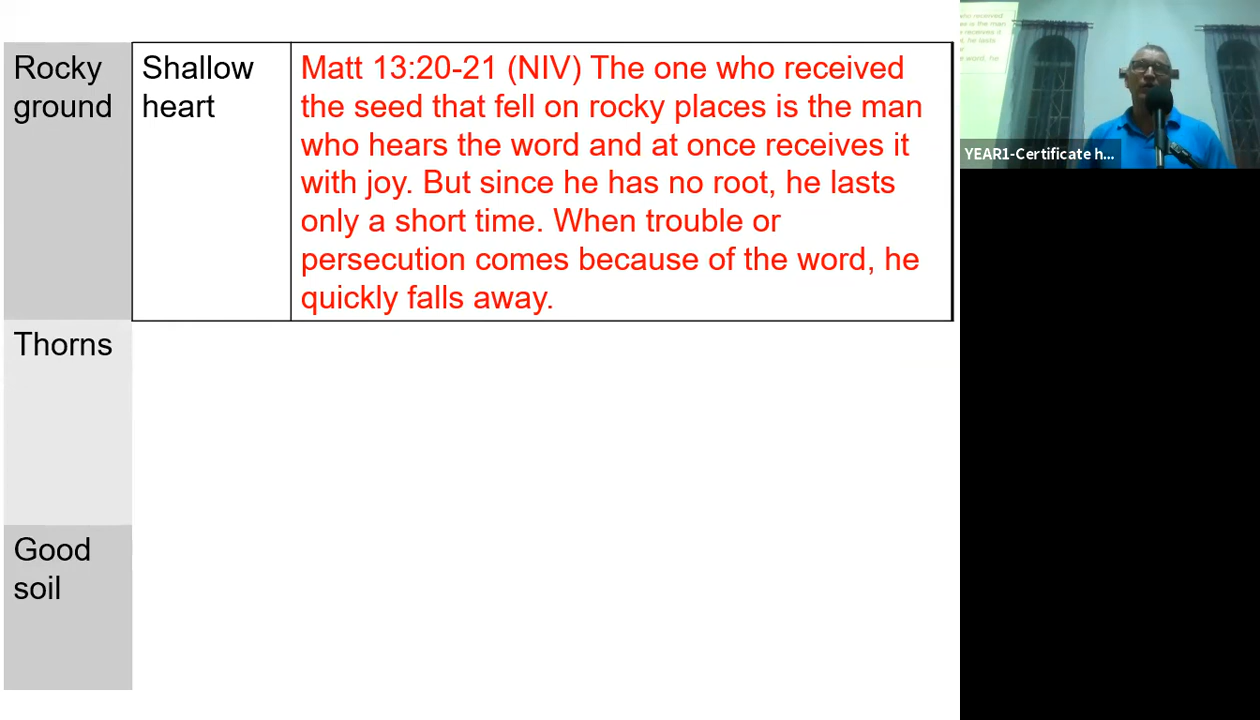 Rocky
ground
Shallow
heart
Matt 13:20-21 (NIV) The one who received
the seed that fell on rocky places is the man
who hears the word and at once receives it
with joy. But since he has no root, he lasts
only a short time. When trouble or
persecution comes because of the word, he
quickly falls away.
Thorns
Good
soil
YEAR1-Certificate h...